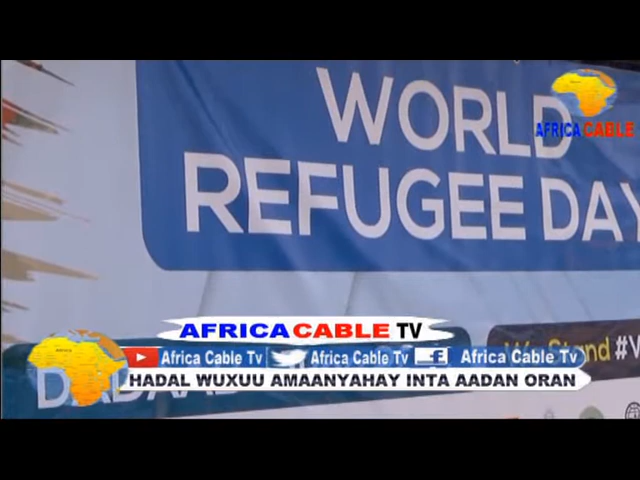 WORLD
REFUGEE DAY
AFRICA CABLE
AFRICA CABLE TV
Africa Cable Tv Africa Cable Tv Africa Cable Tv
Stand #V
HADAL WUXUU AMAANYAHAY INTA AADAN ORAN